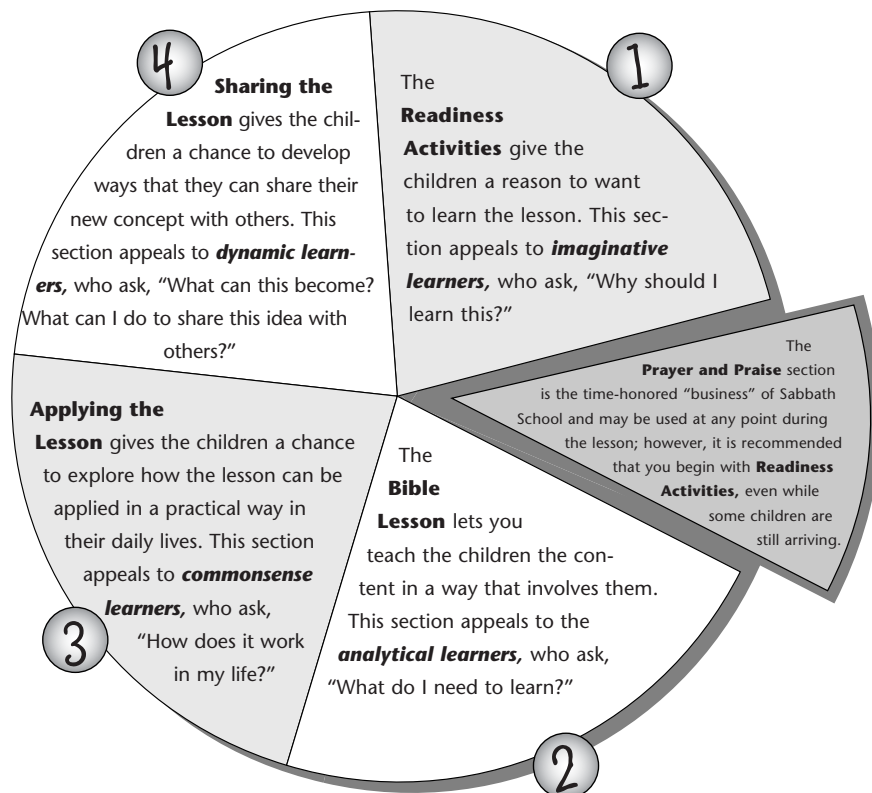 1
The
Readiness
Activities give the
children a reason to want
to learn the lesson. This sec-
tion appeals to imaginative
learners, who ask, “Why should I
learn this?”
The
Prayer and Praise section
is the time-honored “business” of Sabbath
School and may be used at any point during
the lesson; however, it is recommended
that you begin with Readiness
Activities, even while
some children are
still arriving.
2
The
Bible
Lesson lets you
teach the children the con-
tent in a way that involves them.
This section appeals to the
analytical learners, who ask,
“What do I need to learn?”
3
Applying the
Lesson gives the children a chance
to explore how the lesson can be
applied in a practical way in
their daily lives. This section
appeals to commonsense
learners, who ask,
“How does it work
in my life?”
4
Sharing the
Lesson gives the chil-
dren a chance to develop
ways that they can share their
new concept with others. This
section appeals to dynamic learn-
ers, who ask, “What can this become?
What can I do to share this idea with
others?”